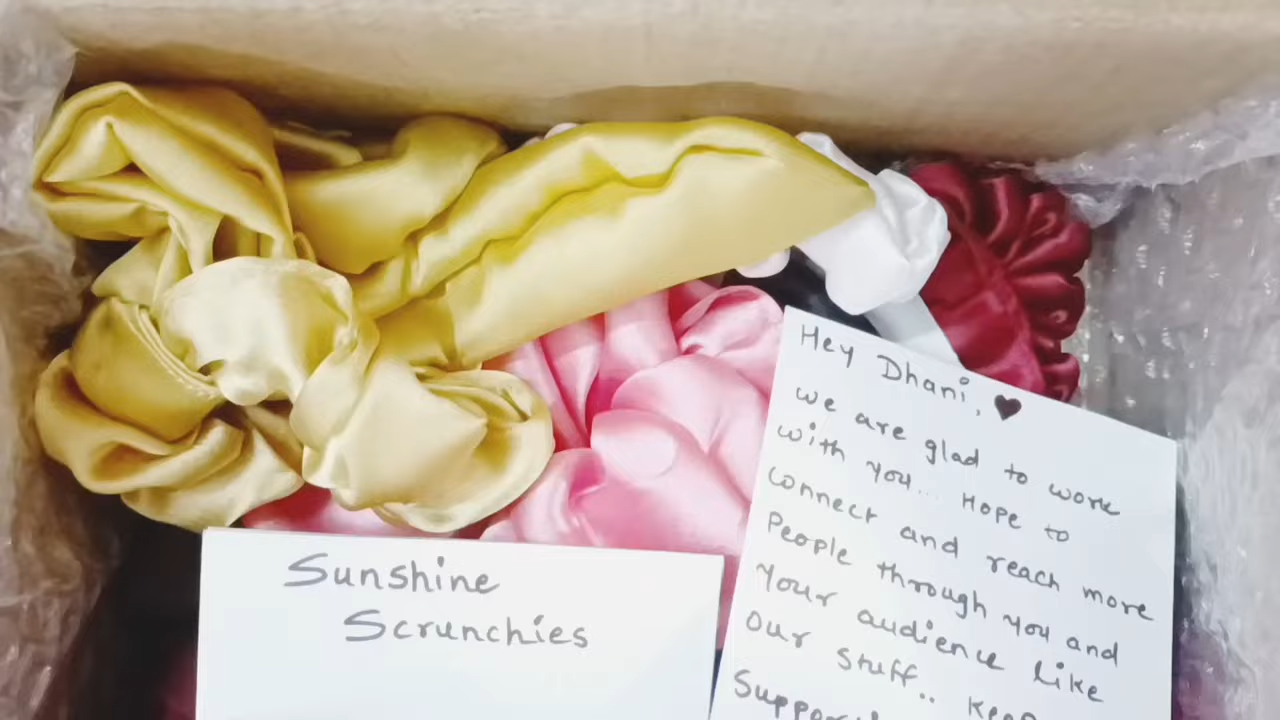 Sunshine
Scrunchies
Hey Dhani, ♥
we are glad to work
with you... Hope to
connect and reach more
People through you and
your audience like
our stuff..